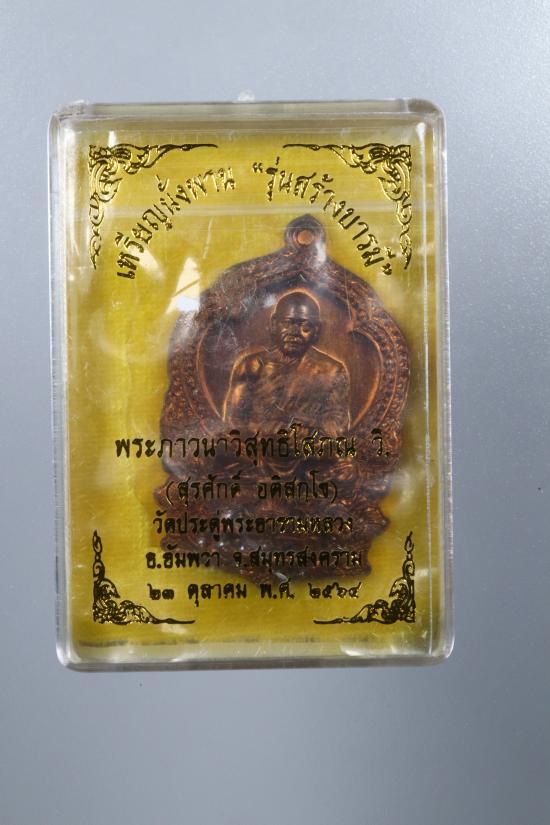 เหรียญนั่งพาน "รุ่นสร้างบารมี"
พระภาวนาวิสุทธิโสภณ วิ.
(สุรศักดิ์ อติสกฺโข)
วัดประดู่พระอารามหลวง
อ.อัมพวา จ.สมุทรสงคราม
๒๓ ตุลาคม พ.ศ. ๒๕๖๔